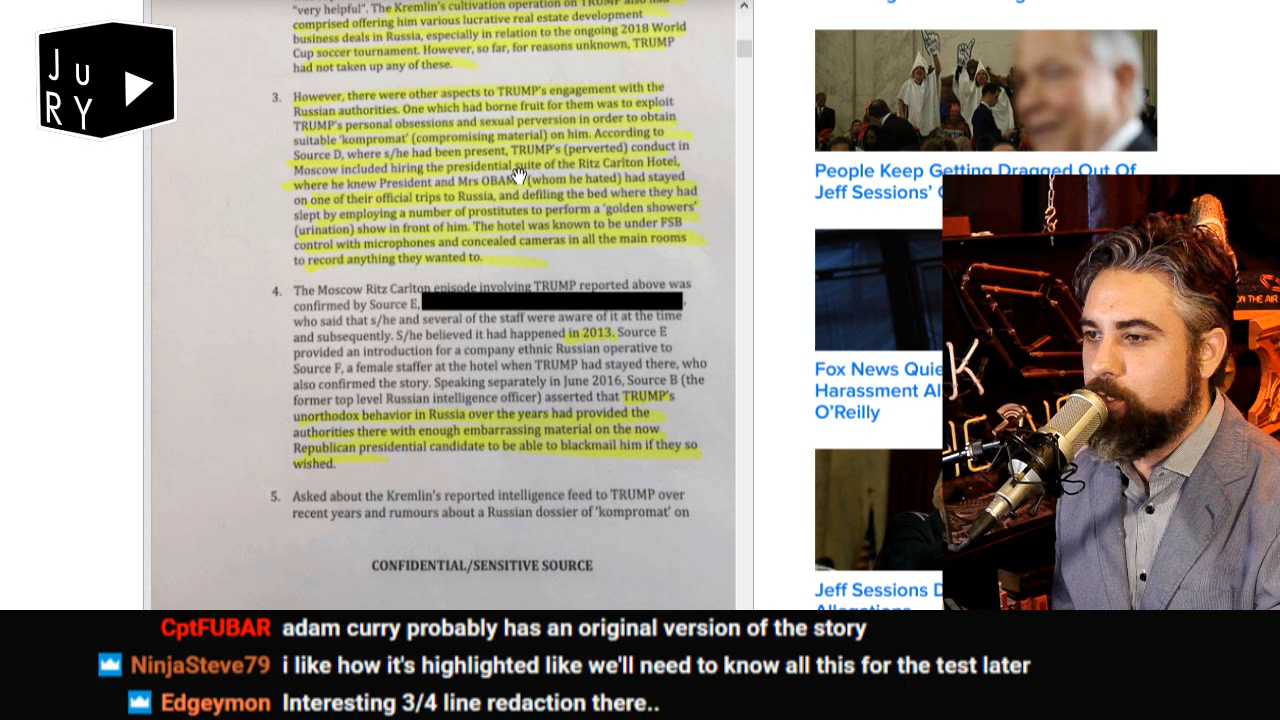 J u
R Y
"very helpful". The Kremlin's cultivation operation on TRUMP also had
comprised offering him various lucrative real estate development
business deals in Russia, especially in relation to the ongoing 2018 World
Cup soccer tournament. However, so far, for reasons unknown, TRUMP
had not taken up any of these.
3. However, there were other aspects to TRUMP's engagement with the
Russian authorities. One which had borne fruit for them was to exploit
TRUMP's personal obsessions and sexual perversion in order to obtain
suitable 'kompromat' (compromising material) on him. According to
Source D, where s/he had been present, TRUMP's (perverted) conduct in
Moscow included hiring the presidential suite of the Ritz Carlton Hotel,
where he knew President and Mrs OBAMA (whom he hated) had stayed
on one of their official trips to Russia, and defiling the bed where they had
slept by employing a number of prostitutes to perform a 'golden showers'
(urination) show in front of him. The hotel was known to be under FSB
control with microphones and concealed cameras in all the main rooms
to record anything they wanted to.
4. The Moscow Ritz Carlton episode involving TRUMP reported above was
confirmed by Source E, ,
who said that s/he and several of the staff were aware of it at the time
and subsequently. S/he believed it had happened in 2013. Source E
provided an introduction for a company ethnic Russian operative to
Source F, a female staffer at the hotel when TRUMP had stayed there, who
also confirmed the story. Speaking separately in June 2016, Source B (the
former top level Russian intelligence officer) asserted that TRUMP's
unorthodox behavior in Russia over the years had provided the
authorities there with enough embarrassing material on the now
Republican presidential candidate to be able to blackmail him if they so
wished.
5. Asked about the Kremlin's reported intelligence feed to TRUMP over
recent years and rumours about a Russian dossier of 'kompromat' on
CONFIDENTIAL/SENSITIVE SOURCE
People Keep Getting Dragged Out Of
Jeff Sessions'
Fox News
Harassment
O'Reilly
Jeff Sessions
ON THE AIR
CptFUBAR adam curry probably has an original version of the story
NinjaSteve79 i like how it's highlighted like we'll need to know all this for the test later
Edgeymon Interesting 3/4 line redaction there..